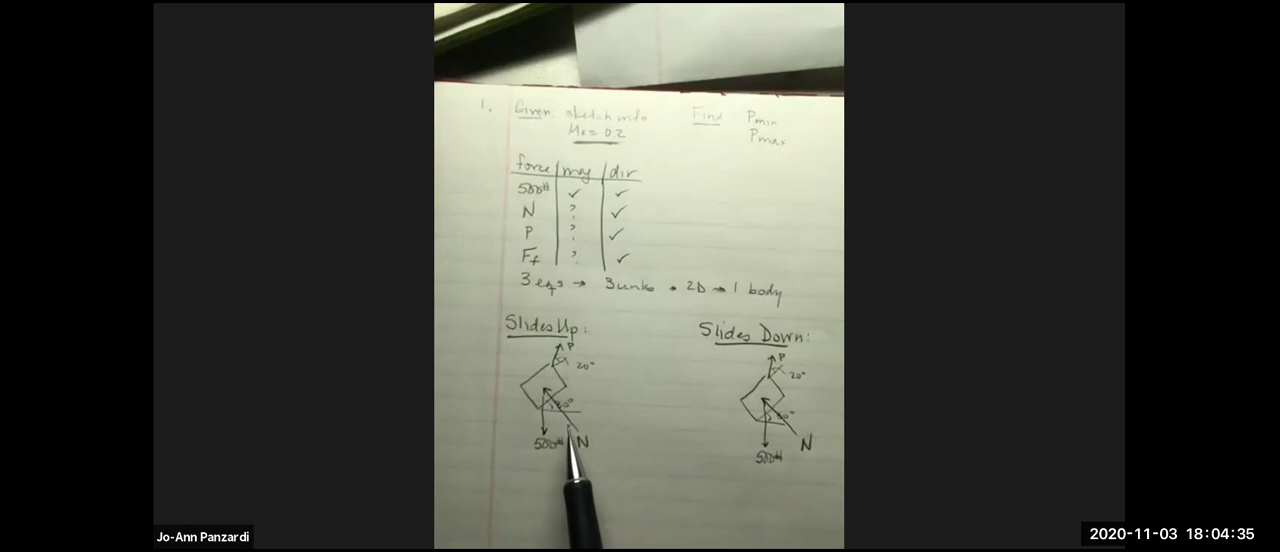 1. Given: sketch info Find Pmin
μs = 0.2 Pmax
force mag dir
500# ✓ ✓
N ? ✓
P ? ✓
Ff ? ✓
3 eqs → 3 unks • 2D → 1 body
Slides Up: Slides Down:
P P
20° 20°
30° 30°
500# N N
500#
Jo-Ann Panzardi
2020-11-03 18:04:35